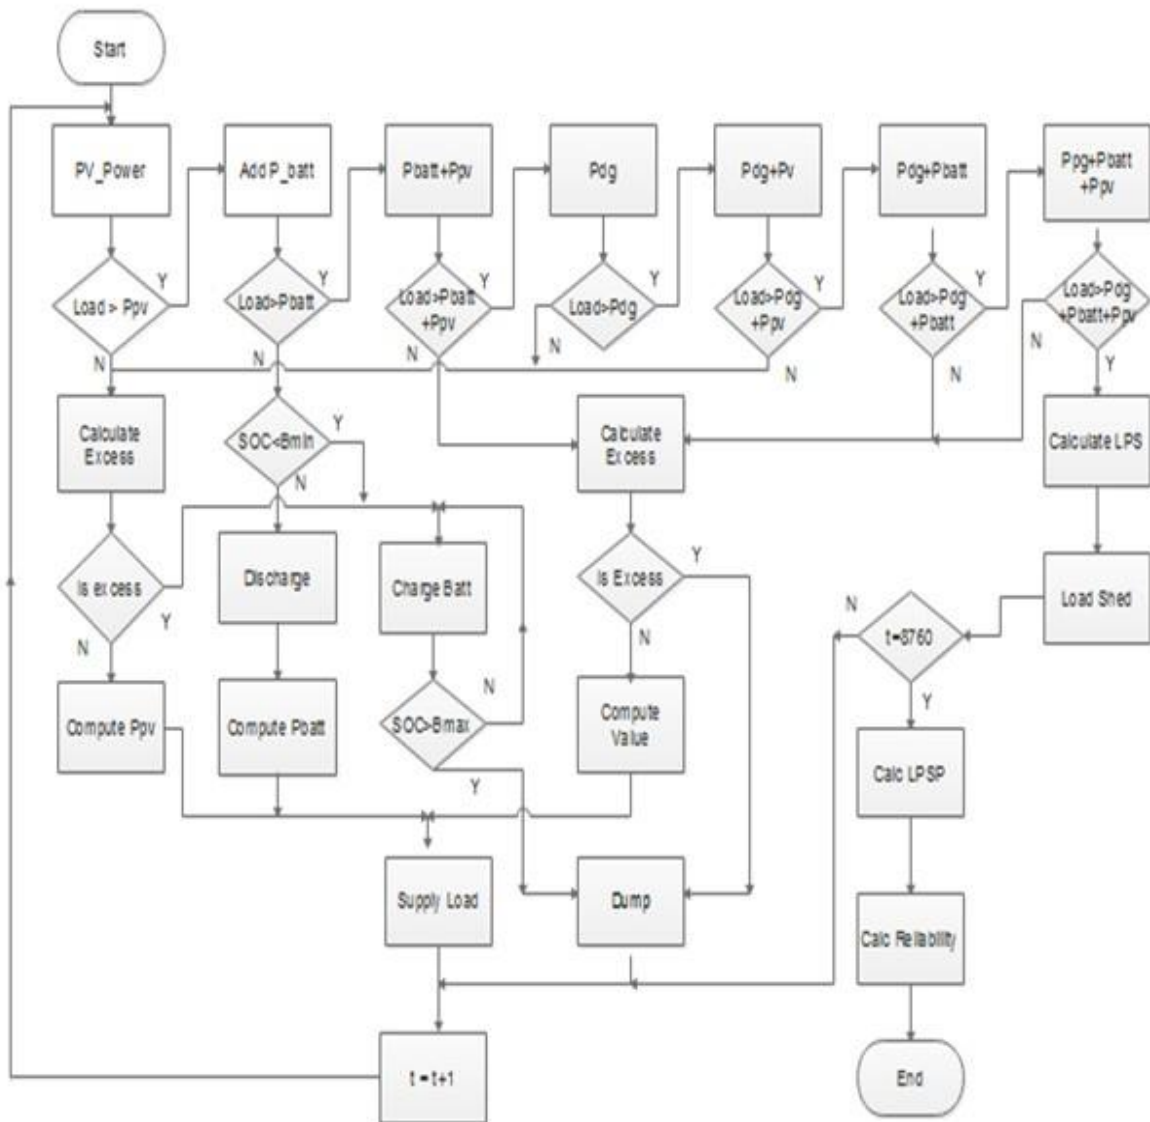 Start
PV_Power
Add P_batt
Pbatt+Ppv
Pdg
Pdg+Pv
Pdg+Pbatt
Ppg+Pbatt
+Ppv
Load > Ppv
Y
Load>Pbatt
Y
Load>Pbatt
+Ppv
Y
Load>Pdg
Y
Load>Pdg
+Ppv
Y
Load>Pdg
+Pbatt
Y
Load>Pdg
+Pbatt+Ppv
N
N
N
N
N
N
N
Y
Calculate
Excess
SOC<Bmin
Y
N
Calculate
Excess
Calculate LPS
Is excess
Y
N
Discharge
Charge Batt
Is Excess
Y
N
N
t=8760
Y
Load Shed
Compute Ppv
Compute Pbatt
SOC>Bmax
N
Y
Compute
Value
Calc LPSP
Supply Load
Dump
Calc Reliability
t = t+1
End